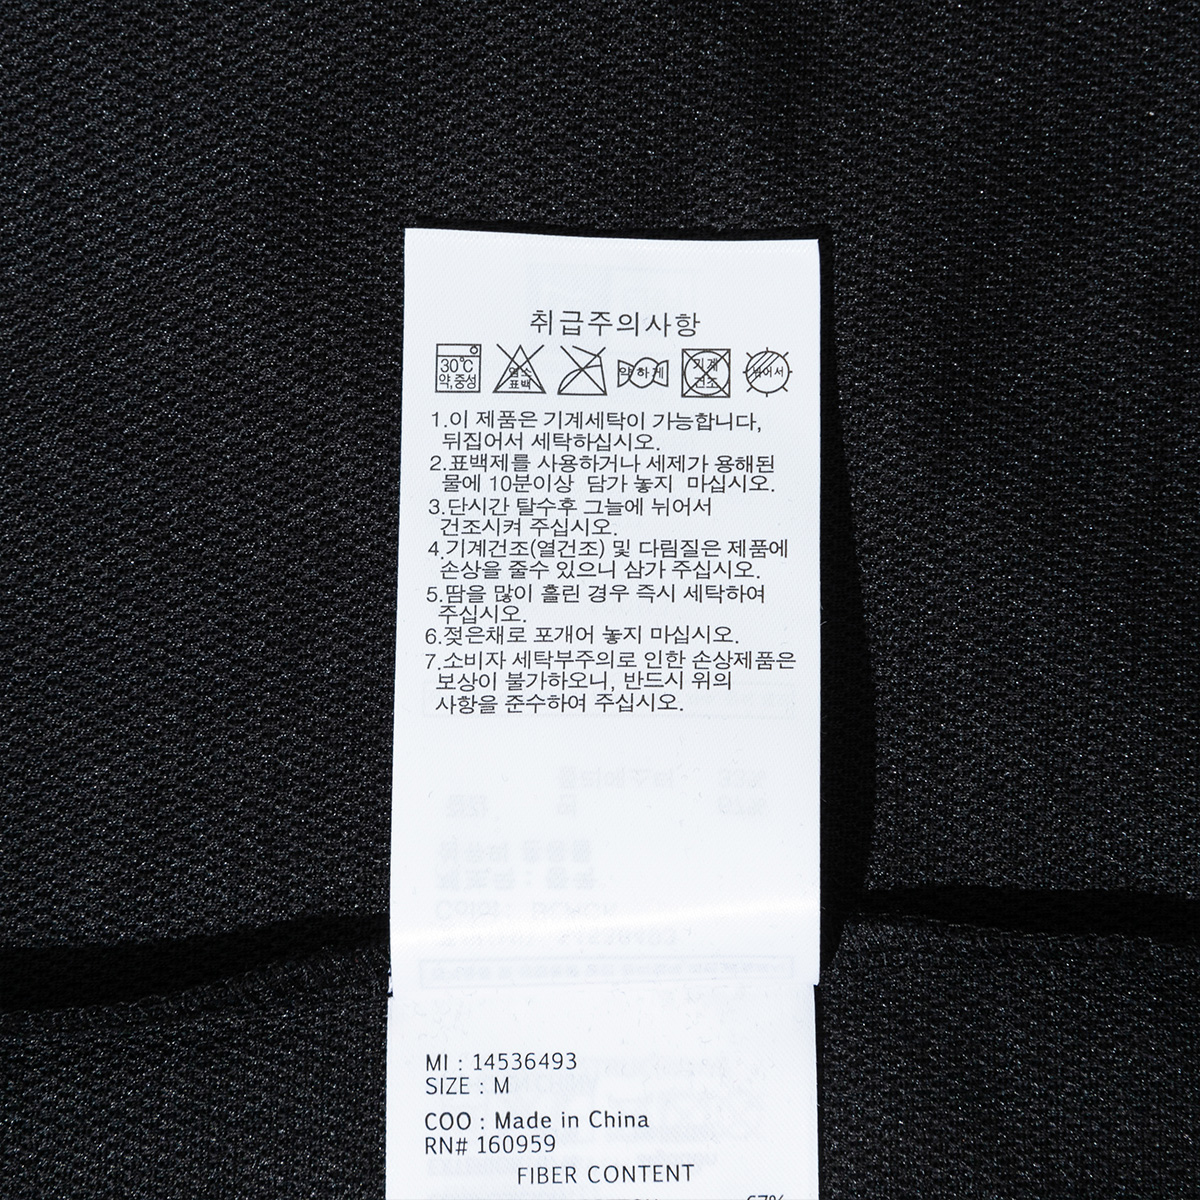 취급주의사항
30℃
약,중성
염소
표백
약하게
기계
건조
뉘어서
1.이 제품은 기계세탁이 가능합니다,
뒤집어서 세탁하십시오.
2.표백제를 사용하거나 세제가 용해된
물에 10분이상 담가 놓지 마십시오.
3.단시간 탈수후 그늘에 뉘어서
건조시켜 주십시오.
4.기계건조(열건조) 및 다림질은 제품에
손상을 줄수 있으니 삼가 주십시오.
5.땀을 많이 흘린 경우 즉시 세탁하여
주십시오.
6.젖은채로 포개어 놓지 마십시오.
7.소비자 세탁부주의로 인한 손상제품은
보상이 불가하오니, 반드시 위의
사항을 준수하여 주십시오.
MI : 14536493
SIZE : M
COO : Made in China
RN# 160959
FIBER CONTENT